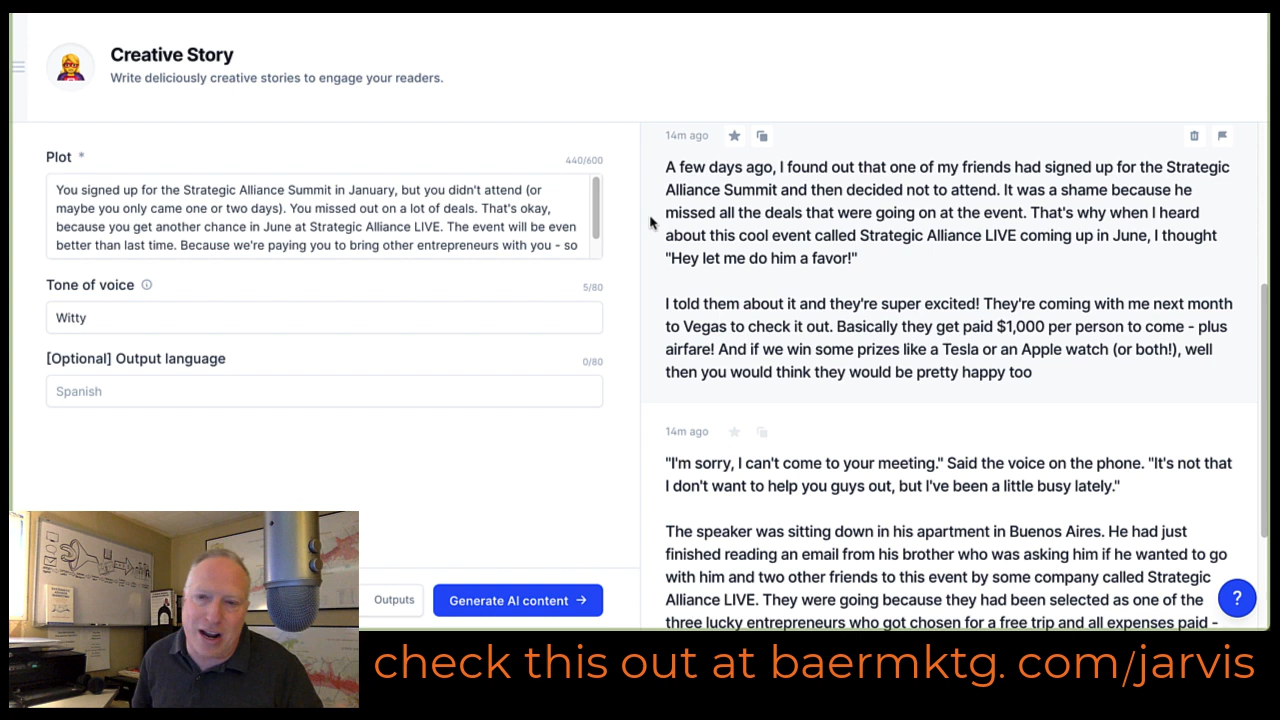 Creative Story
Write deliciously creative stories to engage your readers.
Plot *
440/600
You signed up for the Strategic Alliance Summit in January, but you didn't attend (or
maybe you only came one or two days). You missed out on a lot of deals. That's okay,
because you get another chance in June at Strategic Alliance LIVE. The event will be even
better than last time. Because we're paying you to bring other entrepreneurs with you - so
Tone of voice
5/80
Witty
[Optional] Output language
0/80
Spanish
Outputs
Generate AI content →
14m ago
A few days ago, I found out that one of my friends had signed up for the Strategic
Alliance Summit and then decided not to attend. It was a shame because he
missed all the deals that were going on at the event. That's why when I heard
about this cool event called Strategic Alliance LIVE coming up in June, I thought
"Hey let me do him a favor!"
I told them about it and they're super excited! They're coming with me next month
to Vegas to check it out. Basically they get paid $1,000 per person to come - plus
airfare! And if we win some prizes like a Tesla or an Apple watch (or both!), well
then you would think they would be pretty happy too
14m ago
"I'm sorry, I can't come to your meeting." Said the voice on the phone. "It's not that
I don't want to help you guys out, but I've been a little busy lately."
The speaker was sitting down in his apartment in Buenos Aires. He had just
finished reading an email from his brother who was asking him if he wanted to go
with him and two other friends to this event by some company called Strategic
Alliance LIVE. They were going because they had been selected as one of the
three lucky entrepreneurs who got chosen for a free trip and all expenses paid -
?
check this out at baermktg. com/jarvis